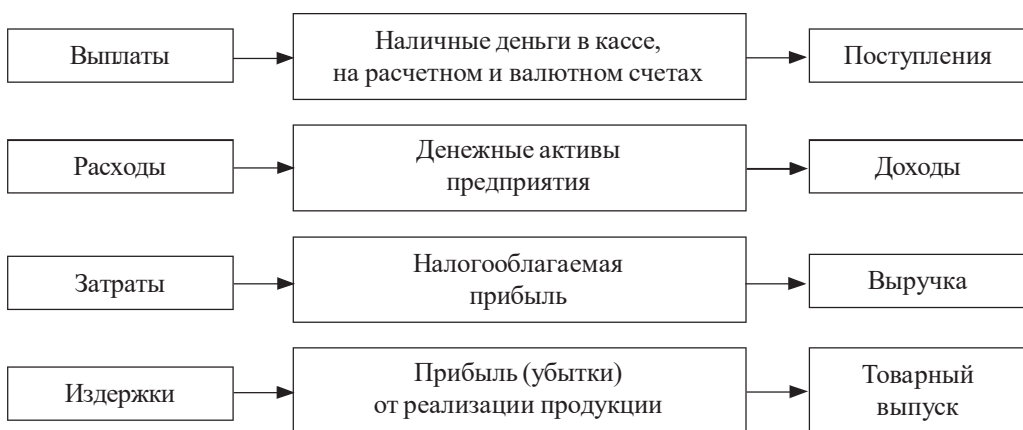 Выплаты
Наличные деньги в кассе,
на расчетном и валютном счетах
Поступления
Расходы
Денежные активы
предприятия
Доходы
Затраты
Налогооблагаемая
прибыль
Выручка
Издержки
Прибыль (убытки)
от реализации продукции
Товарный
выпуск